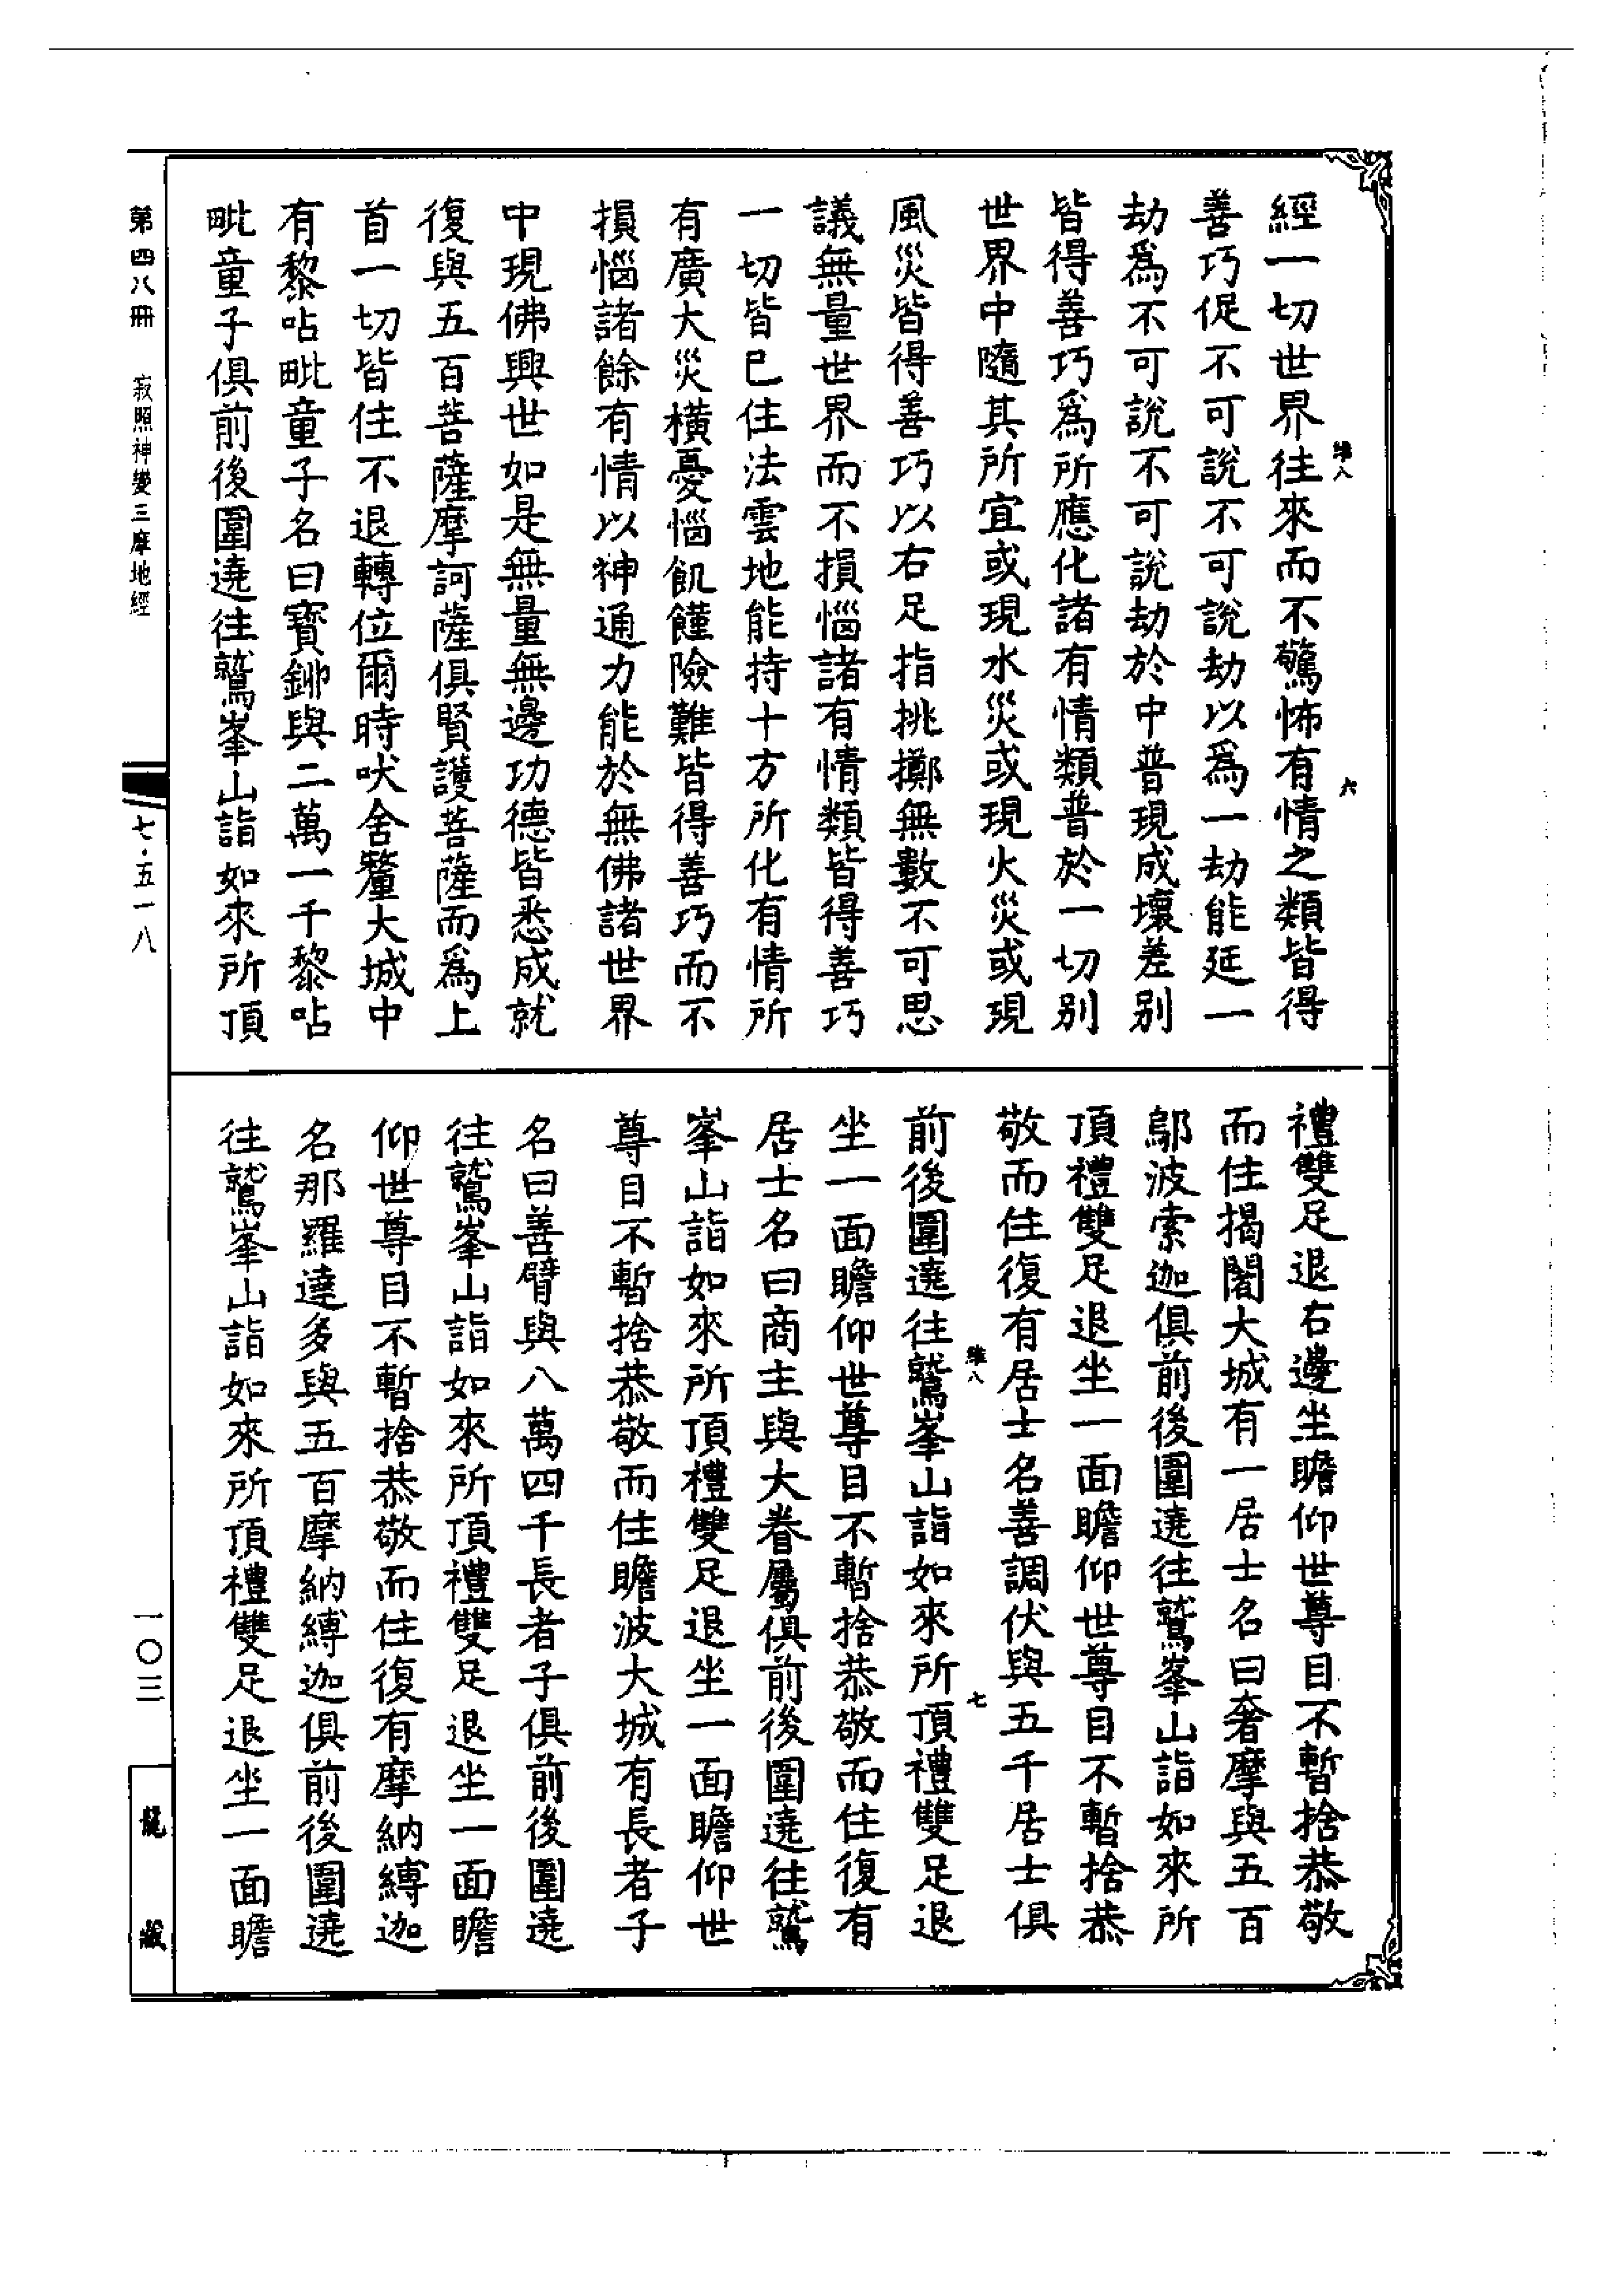 經一切世界往來而不驚怖有情之類皆得
善巧促不可說不可說劫以為一劫能延一
劫為不可說不可說劫於中普現成壞差別
皆得善巧為所應化諸有情類普於一切別
世界中隨其所宜或現水災或現火災或現
風災皆得善巧以右足指挑擲無數不可思
議無量世界而不損惱諸有情類皆得善巧
一切皆已住法雲地能持十方所化有情所
有廣大災橫憂惱飢饉險難皆得善巧而不
損惱諸餘有情以神通力能於無佛諸世界
中現佛興世如是無量無邊功德皆悉成就
復與五百菩薩摩訶薩俱賢護菩薩而為上
首一切皆住不退轉位爾時吠舍釐大城中
有黎呫毗童子名曰寶鉚與二萬一千黎呫
毗童子俱前後圍遶往鷲峯山詣如來所頂
禮雙足退右邊坐瞻仰世尊目不暫捨恭敬
而住揭闍大城有一居士名曰奢摩與五百
鄔波索迦俱前後圍遶往鷲峯山詣如來所
頂禮雙足退坐一面瞻仰世尊目不暫捨恭
敬而住復有居士名善調伏與五千居士俱
前後圍遶往鷲峯山詣如來所頂禮雙足退
坐一面瞻仰世尊目不暫捨恭敬而住復有
居士名曰商主與大眷屬俱前後圍遶往鷲
峯山詣如來所頂禮雙足退坐一面瞻仰世
尊目不暫捨恭敬而住瞻波大城有長者子
名曰善臂與八萬四千長者子俱前後圍遶
往鷲峯山詣如來所頂禮雙足退坐一面瞻
仰世尊目不暫捨恭敬而住復有摩納縛迦
名那羅達多與五百摩納縛迦俱前後圍遶
往鷲峯山詣如來所頂禮雙足退坐一面瞻
維八
六
維八
七
第四八冊 寂照神變三摩地經
七·五一八
一〇三
龍藏